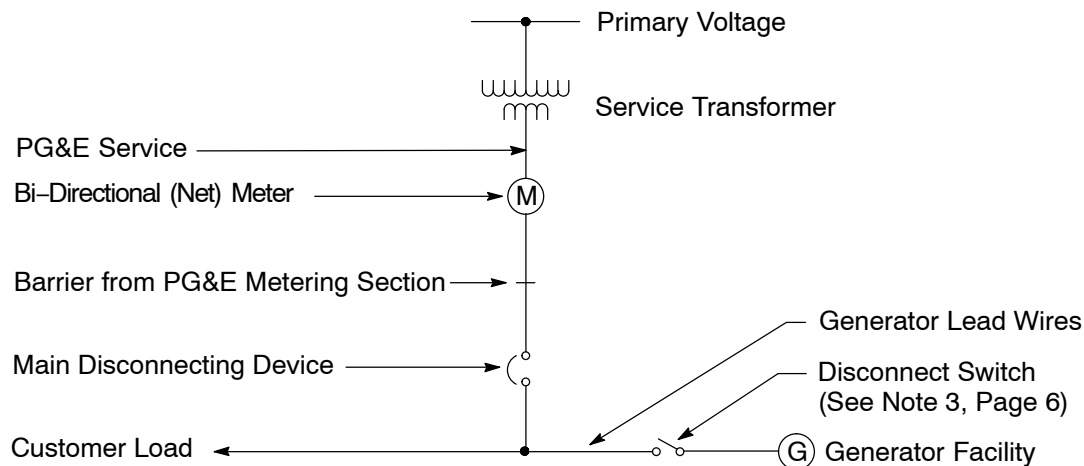 Primary Voltage
Service Transformer
PG&E Service
Bi–Directional (Net) Meter
M
Barrier from PG&E Metering Section
Generator Lead Wires
Main Disconnecting Device
Disconnect Switch
(See Note 3, Page 6)
Customer Load
G
Generator Facility